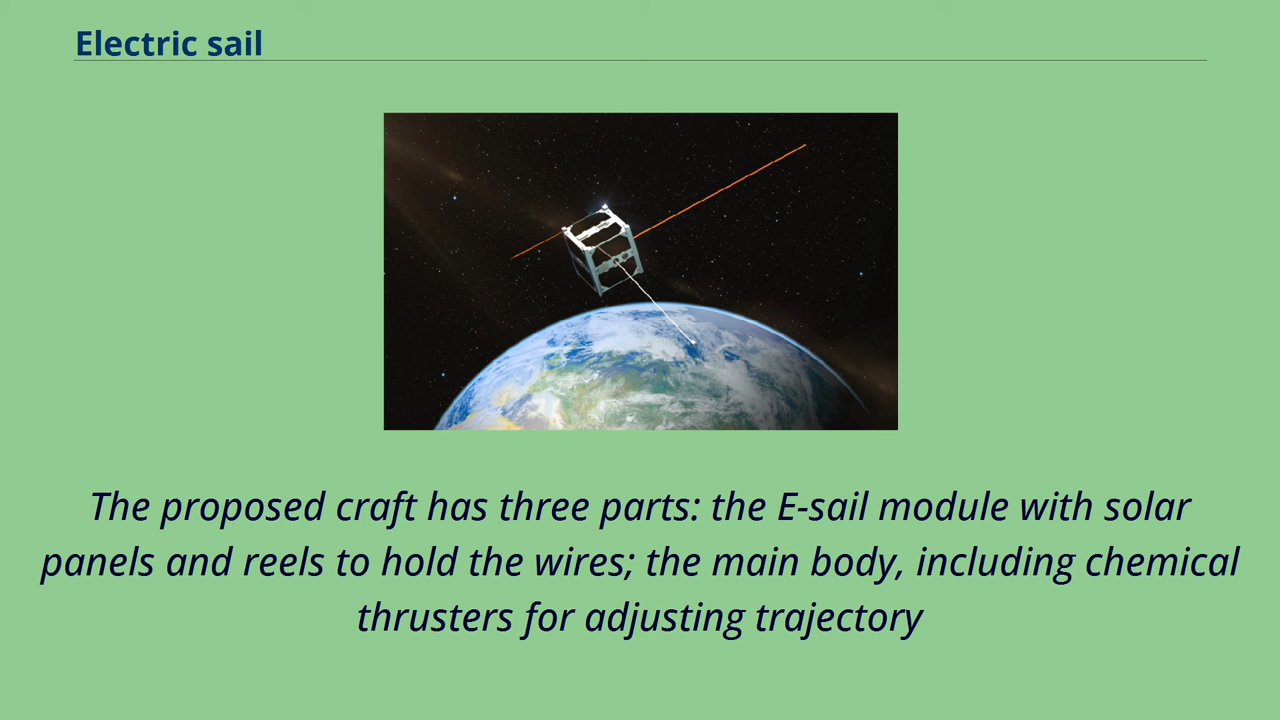 Electric sail
The proposed craft has three parts: the E-sail module with solar
panels and reels to hold the wires; the main body, including chemical
thrusters for adjusting trajectory